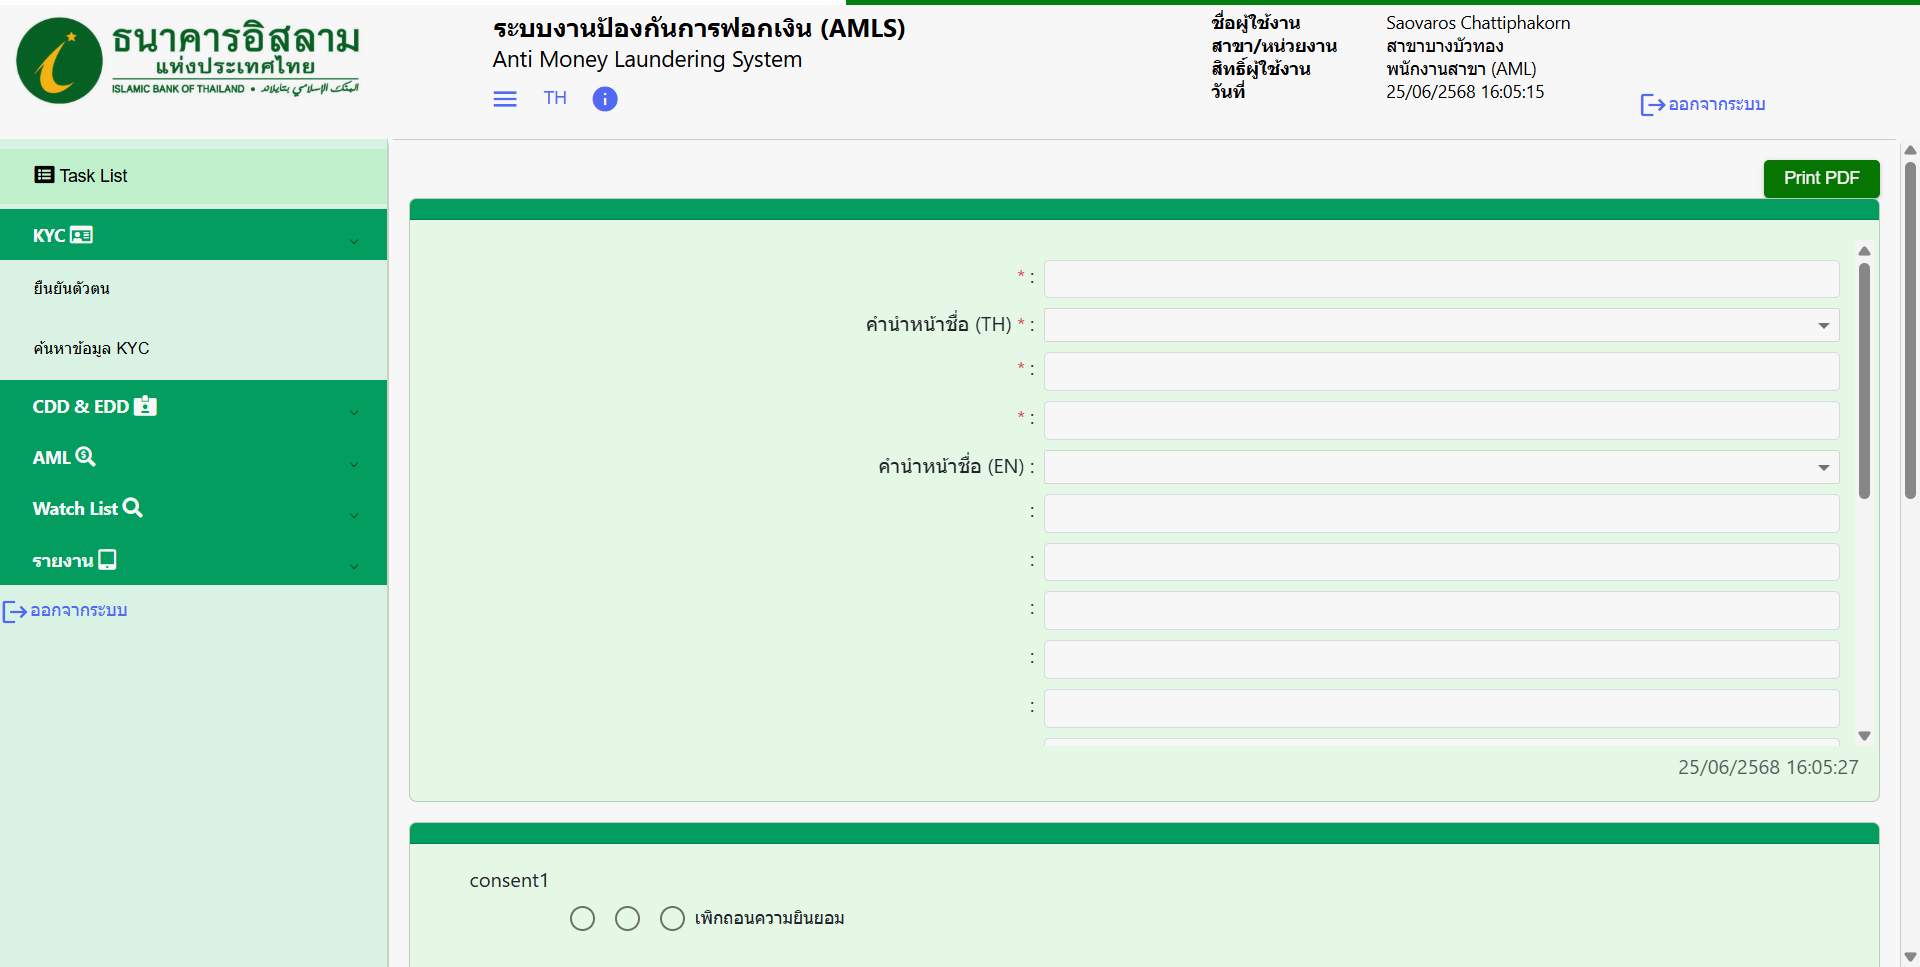 ธนาคารอิสลาม
แห่งประเทศไทย
ISLAMIC BANK OF THAILAND •
ระบบงานป้องกันการฟอกเงิน (AMLS)
Anti Money Laundering System
TH
ชื่อผู้ใช้งาน Saovaros Chattiphakorn
สาขา/หน่วยงาน สาขาบางบัวทอง
สิทธิ์ผู้ใช้งาน พนักงานสาขา (AML)
วันที่ 25/06/2568 16:05:15
ออกจากระบบ
Task List
KYC
ยืนยันตัวตน
ค้นหาข้อมูล KYC
CDD & EDD
AML
Watch List
รายงาน
ออกจากระบบ
Print PDF
* :
คำนำหน้าชื่อ (TH) * :
* :
* :
คำนำหน้าชื่อ (EN) :
:
:
:
:
:
25/06/2568 16:05:27
consent1
เพิกถอนความยินยอม